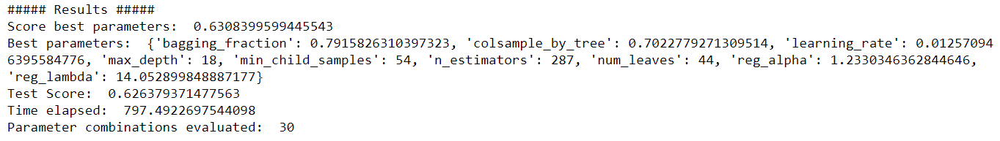 ##### Results #####
Score best parameters:  0.6308399599445543
Best parameters:  {'bagging_fraction': 0.7915826310397323, 'colsample_by_tree': 0.7022779271309514, 'learning_rate': 0.01257094
6395584776, 'max_depth': 18, 'min_child_samples': 54, 'n_estimators': 287, 'num_leaves': 44, 'reg_alpha': 1.2330346362844646,
'reg_lambda': 14.052899848887177}
Test Score:  0.626379371477563
Time elapsed:  797.4922697544098
Parameter combinations evaluated:  30